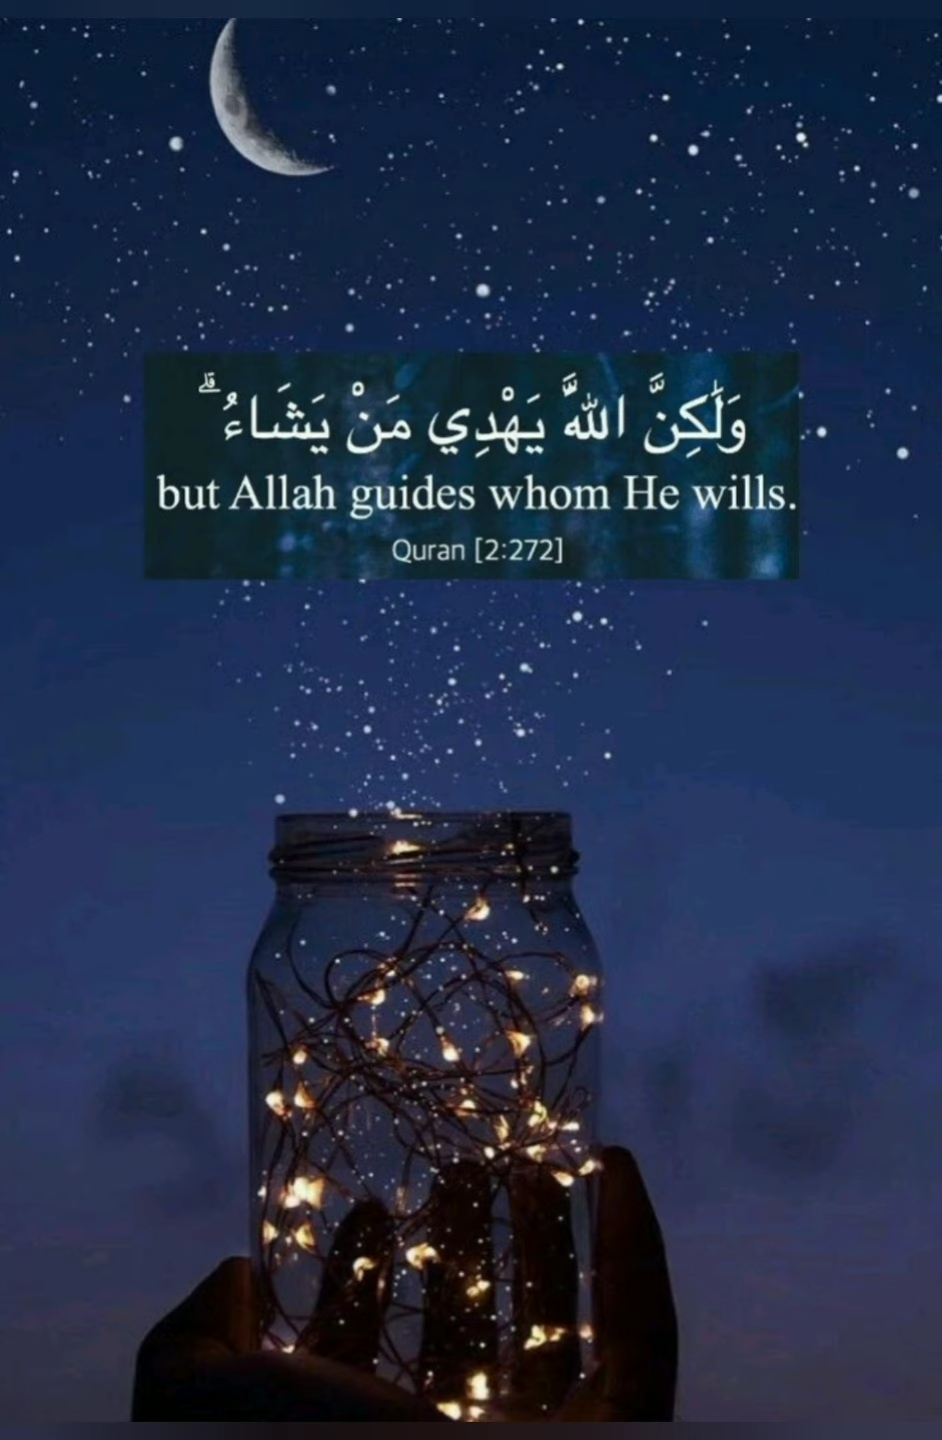 وَلَٰكِنَّ اللَّهَ يَهْدِي مَنْ يَشَاءُ ۗ
but Allah guides whom He wills.
Quran [2:272]